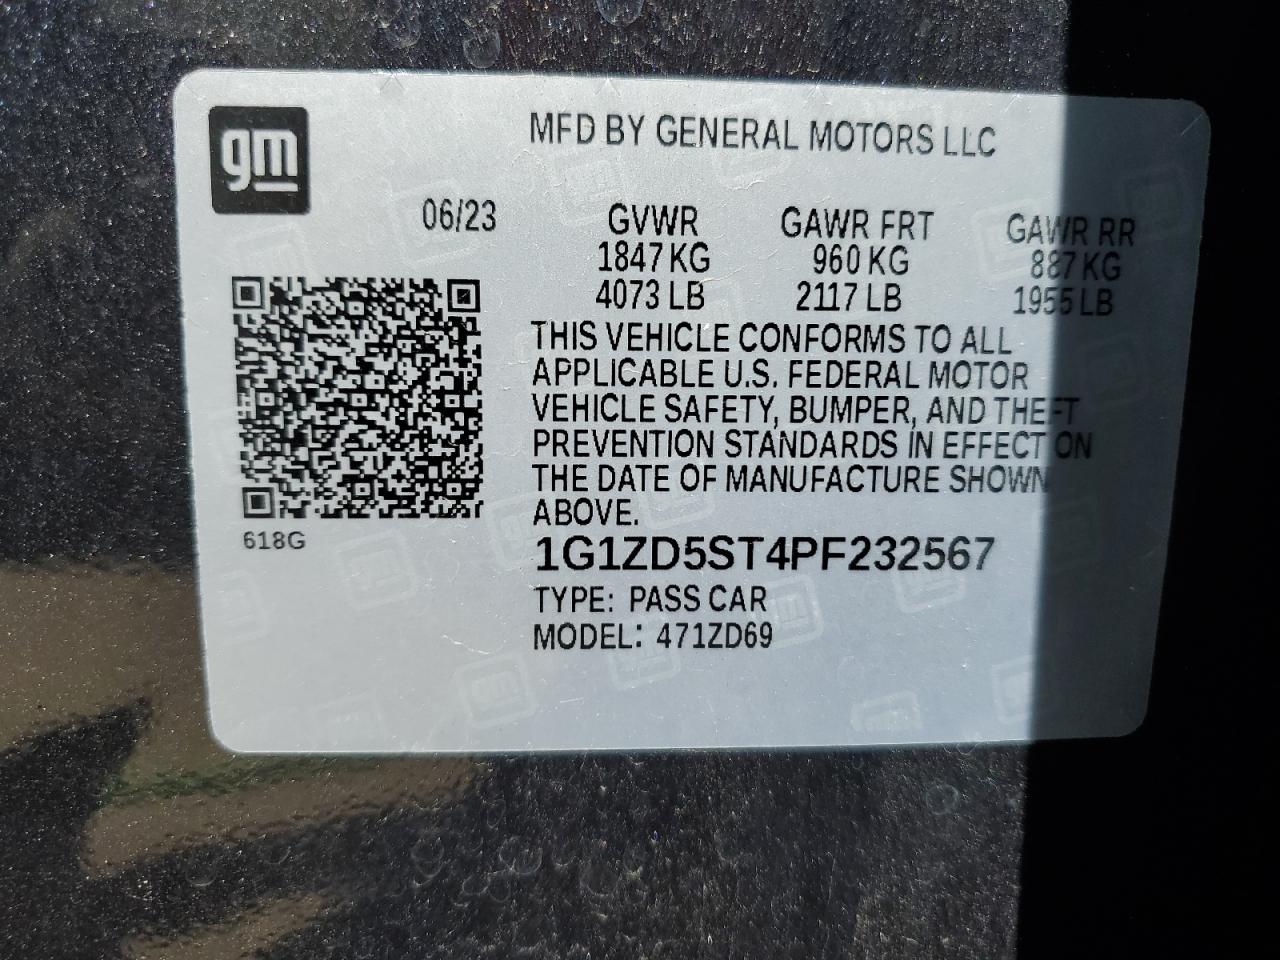 gm
MFD BY GENERAL MOTORS LLC
06/23
GVWR GAWR FRT GAWR RR
1847 KG 960 KG 887 KG
4073 LB 2117 LB 1955 LB
THIS VEHICLE CONFORMS TO ALL
APPLICABLE U.S. FEDERAL MOTOR
VEHICLE SAFETY, BUMPER, AND THEFT
PREVENTION STANDARDS IN EFFECT ON
THE DATE OF MANUFACTURE SHOWN
ABOVE.
618G
1G1ZD5ST4PF232567
TYPE: PASS CAR
MODEL: 471ZD69